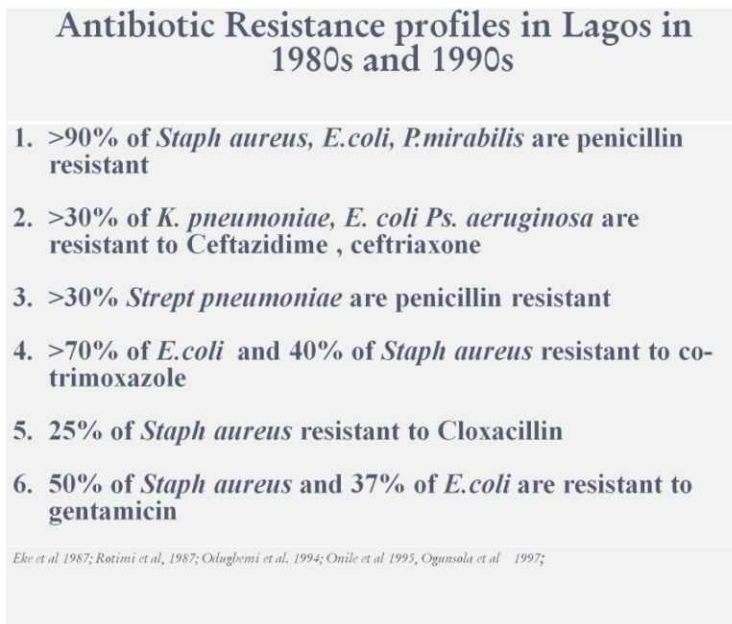 Antibiotic Resistance profiles in Lagos in
1980s and 1990s
1. >90% of Staph aureus, E.coli, P.mirabilis are penicillin
resistant
2. >30% of K. pneumoniae, E. coli Ps. aeruginosa are
resistant to Ceftazidime , ceftriaxone
3. >30% Strept pneumoniae are penicillin resistant
4. >70% of E.coli and 40% of Staph aureus resistant to co-
trimoxazole
5. 25% of Staph aureus resistant to Cloxacillin
6. 50% of Staph aureus and 37% of E.coli are resistant to
gentamicin
Eke et al 1987; Rotimi et al, 1987; Odugbemi et al. 1994; Onile et al 1995, Ogunsola et al 1997;